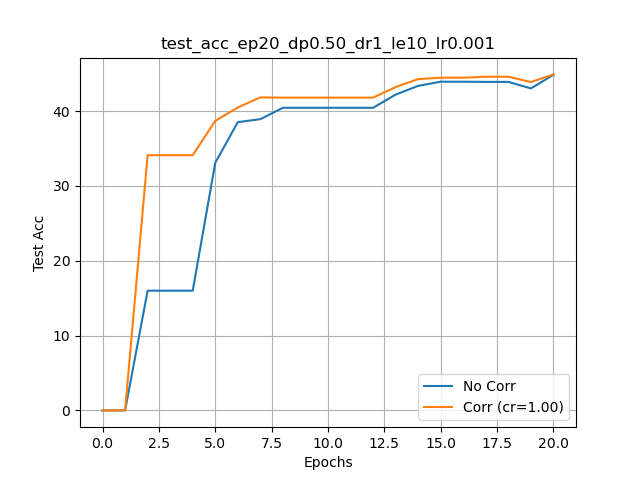 test_acc_ep20_dp0.50_dr1_le10_lr0.001
Test Acc
40
30
20
10
0
No Corr
Corr (cr=1.00)
0.0 2.5 5.0 7.5 10.0 12.5 15.0 17.5 20.0
Epochs